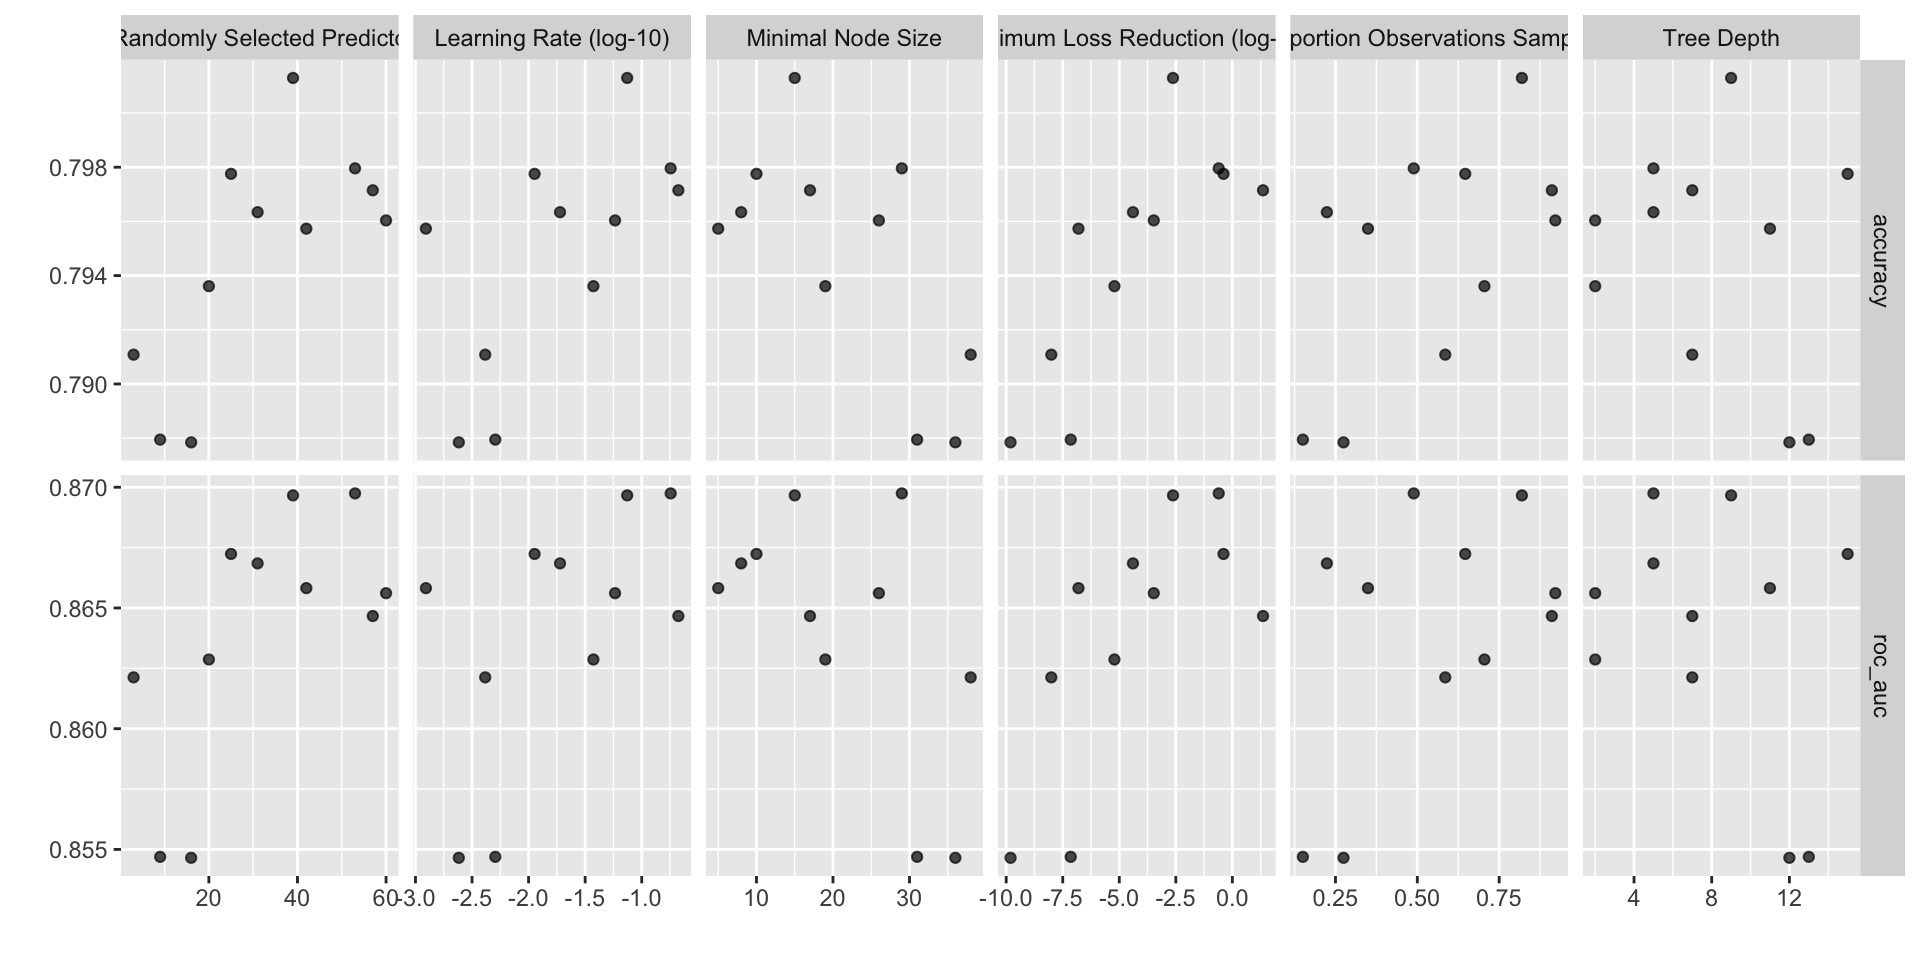 Randomly Selected Predicto
Learning Rate (log-10)
Minimal Node Size
imum Loss Reduction (log-
portion Observations Samp
Tree Depth
0.798
0.794
0.790
accuracy
0.870
0.865
0.860
0.855
roc_auc
20 40 60
-3.0 -2.5 -2.0 -1.5 -1.0
10 20 30
-10.0 -7.5 -5.0 -2.5 0.0
0.25 0.50 0.75
4 8 12